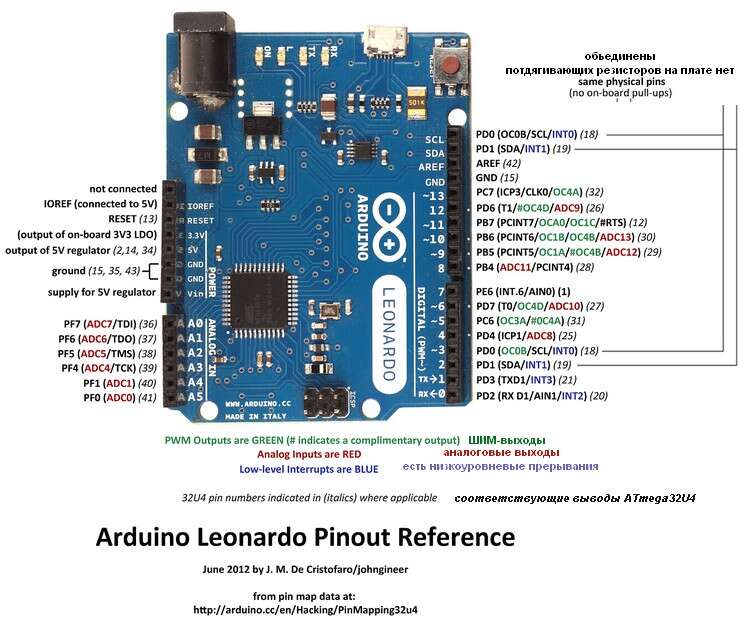 объединены
потдягивающих резисторов на плате нет
same physical pins
(no on-board pull-ups)
ON
L
TX
RX
RESET
501K
SCL
SDA
AREF
GND
~13
12
~11
~10
~9
8
7
~6
~5
4
~3
2
TX→1
RX←0
PD0 (OC0B/SCL/INT0) (18)
PD1 (SDA/INT1) (19)
AREF (42)
GND (15)
PC7 (ICP3/CLK0/OC4A) (32)
PD6 (T1/#OC4D/ADC9) (26)
PB7 (PCINT7/OCA0/OC1C/#RTS) (12)
PB6 (PCINT6/OC1B/OC4B/ADC13) (30)
PB5 (PCINT5/OC1A/#OC4B/ADC12) (29)
PB4 (ADC11/PCINT4) (28)
PE6 (INT.6/AIN0) (1)
PD7 (T0/OC4D/ADC10) (27)
PC6 (OC3A/#0C4A) (31)
PD4 (ICP1/ADC8) (25)
PD0 (OC0B/SCL/INT0) (18)
PD1 (SDA/INT1) (19)
PD3 (TXD1/INT3) (21)
PD2 (RX D1/AIN1/INT2) (20)
not connected
IOREF (connected to 5V)
RESET (13)
(output of on-board 3V3 LDO)
output of 5V regulator (2,14, 34)
ground (15, 35, 43)
supply for 5V regulator
IOREF
RESET
3.3V
5V
GND
GND
Vin
POWER
PF7 (ADC7/TDI) (36)
PF6 (ADC6/TDO) (37)
PF5 (ADC5/TMS) (38)
PF4 (ADC4/TCK) (39)
PF1 (ADC1) (40)
PF0 (ADC0) (41)
A0
A1
A2
A3
A4
A5
ANALOG IN
ARDUINO
LEONARDO
DIGITAL (PWM~)
ICSP
WWW.ARDUINO.CC
MADE IN ITALY
PWM Outputs are GREEN (# indicates a complimentary output) ШИМ-выходы
Analog Inputs are RED аналоговые выходы
Low-level Interrupts are BLUE есть низкоуровневые прерывания
32U4 pin numbers indicated in (italics) where applicable соответствующие выводы ATmega32U4
Arduino Leonardo Pinout Reference
June 2012 by J. M. De Cristofaro/johngineer
from pin map data at:
http://arduino.cc/en/Hacking/PinMapping32u4